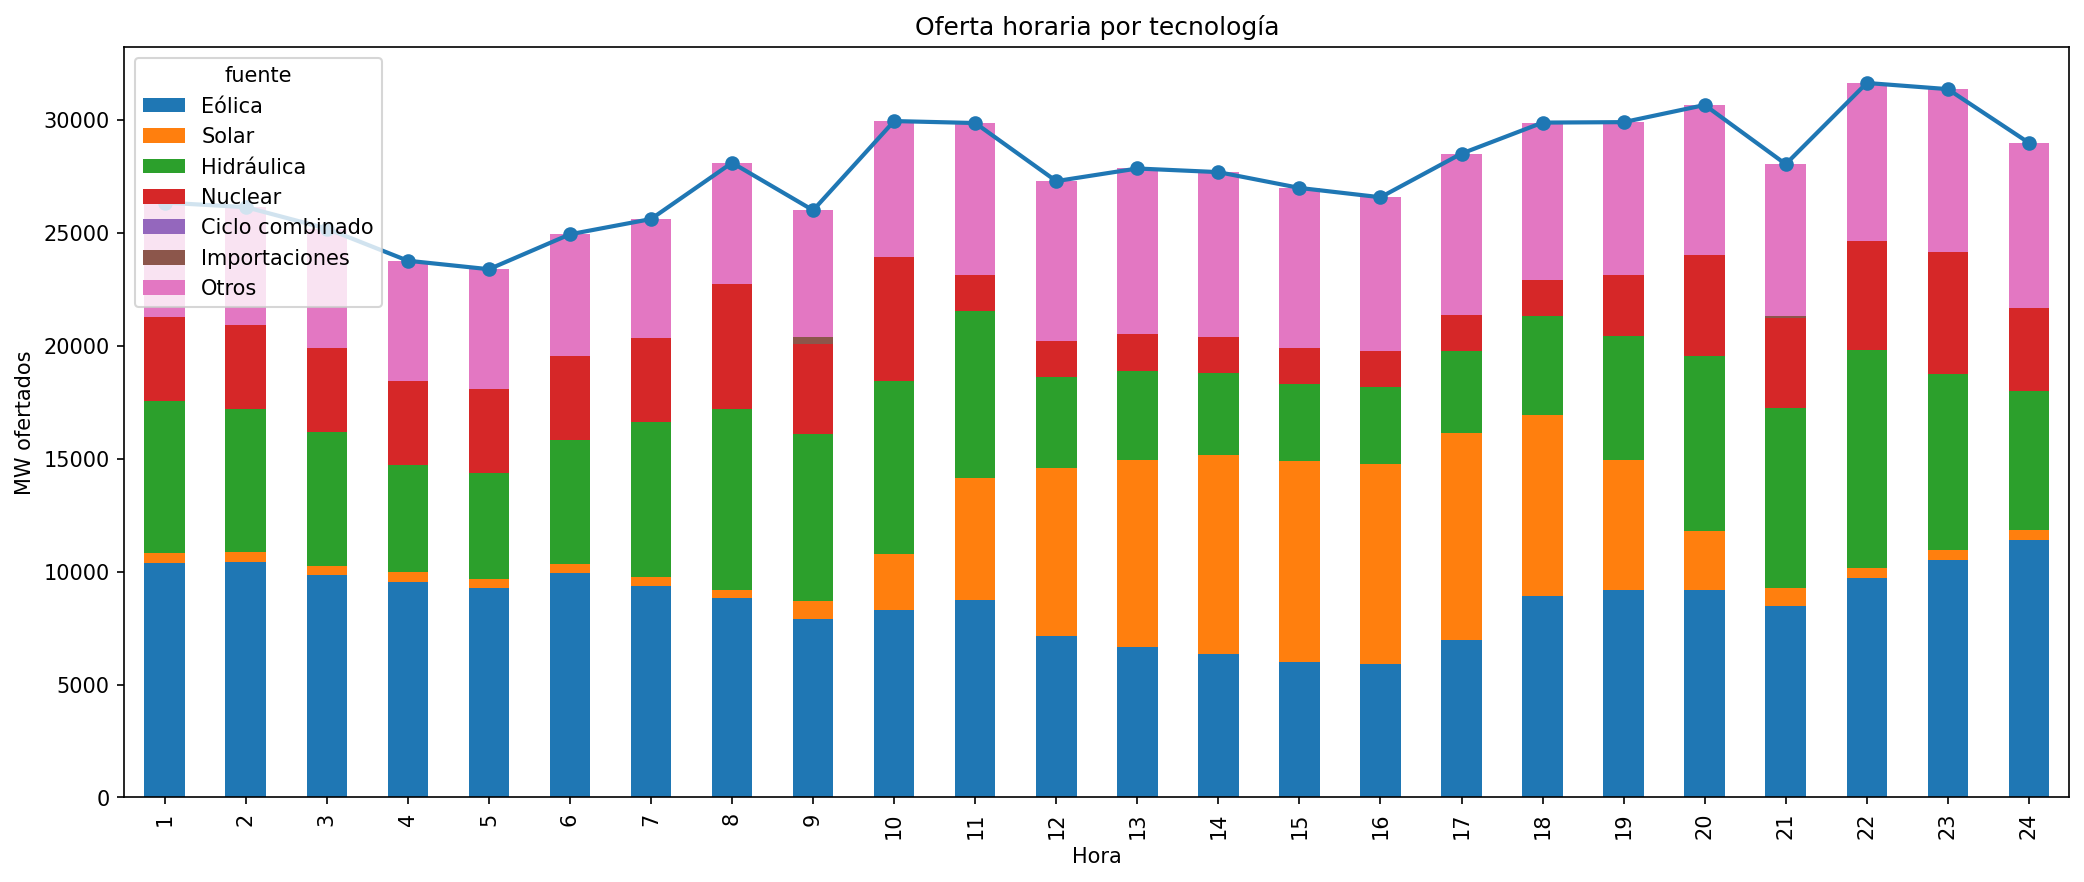 Oferta horaria por tecnología
fuente
Eólica
Solar
Hidráulica
Nuclear
Ciclo combinado
Importaciones
Otros
MW ofertados
30000
25000
20000
15000
10000
5000
0
1 2 3 4 5 6 7 8 9 10 11 12 13 14 15 16 17 18 19 20 21 22 23 24
Hora